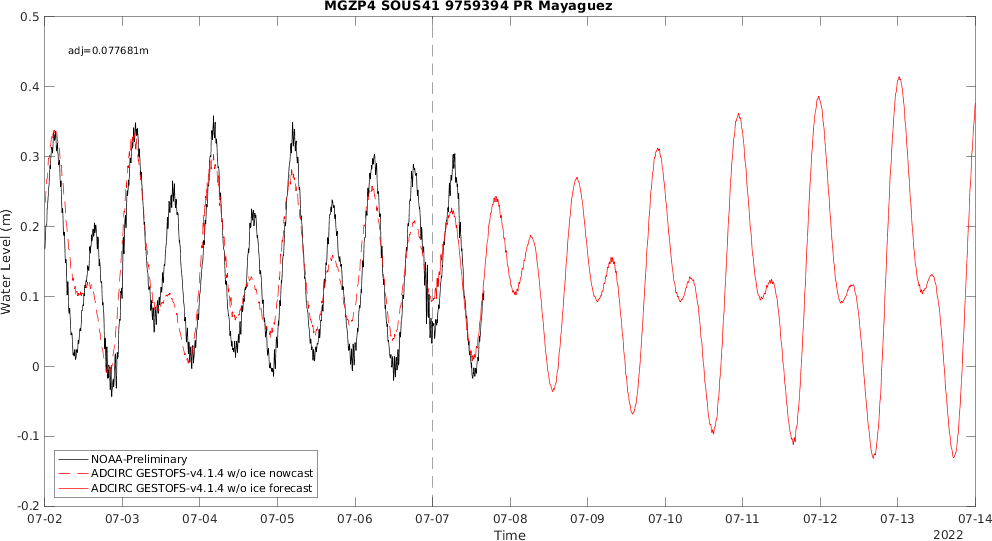 MGZP4 SOUS41 9759394 PR Mayaguez
0.5
adj=0.077681m
0.4
0.3
0.2
0.1
0
-0.1
-0.2
Water Level (m)
NOAA-Preliminary
ADCIRC GESTOFS-v4.1.4 w/o ice nowcast
ADCIRC GESTOFS-v4.1.4 w/o ice forecast
07-02 07-03 07-04 07-05 07-06 07-07 07-08 07-09 07-10 07-11 07-12 07-13 07-14
Time
2022